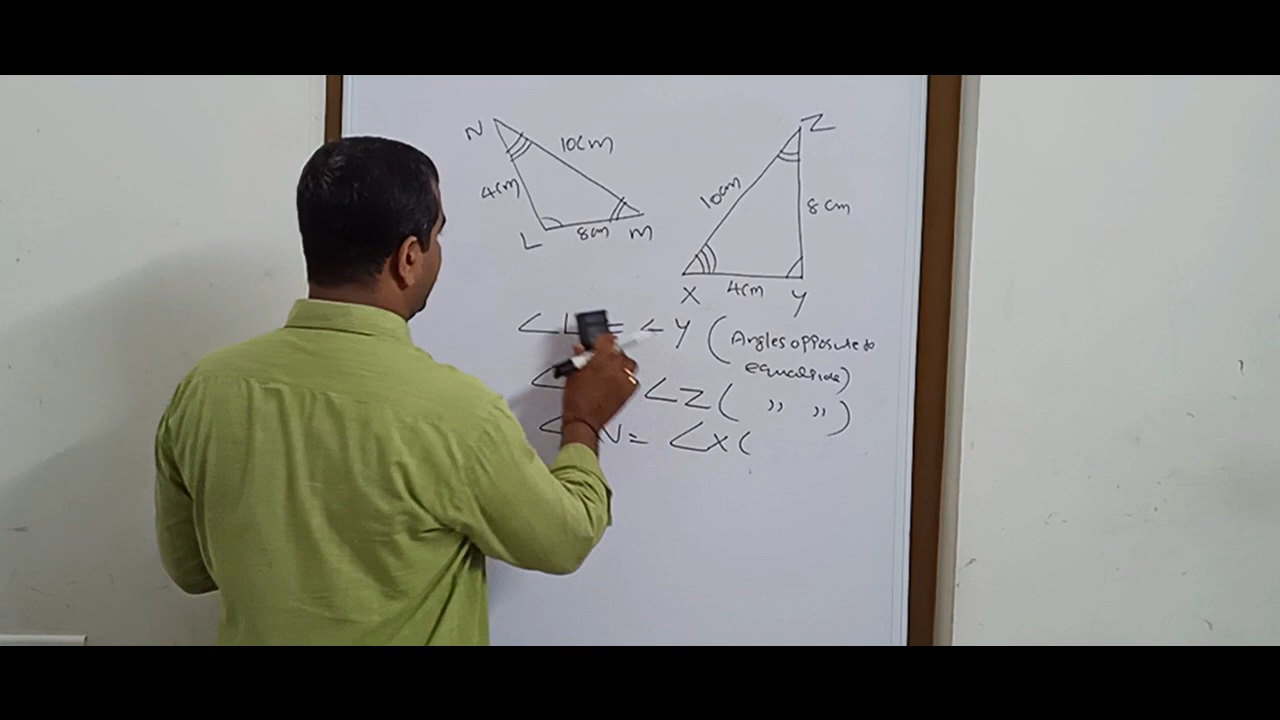 N 10cm
4cm
L 8cm M
Z
10cm 8cm
X 4cm Y
∠L = ∠Y (Angles opposite to
equal side)
∠ ∠Z ( " " )
∠N = ∠X (